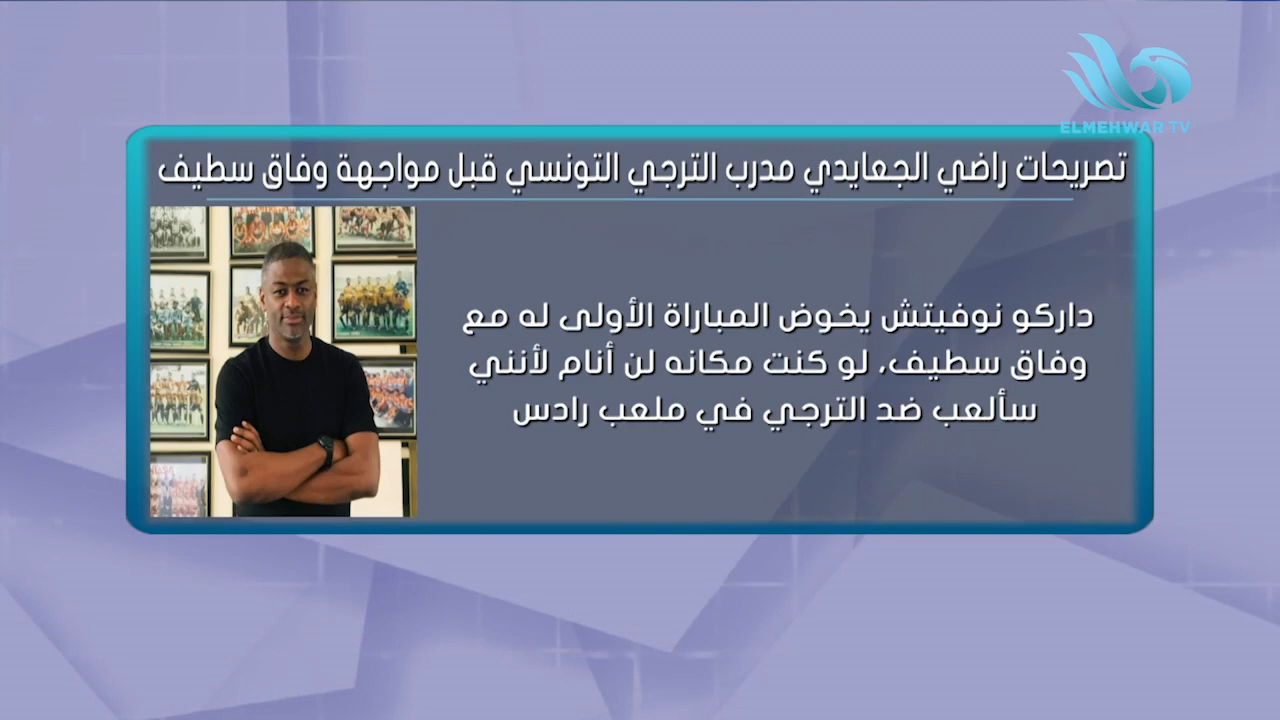 ELMEHWAR TV
تصريحات راضي الجعايدي مدرب الترجي التونسي قبل مواجهة وفاق سطيف
داركو نوفيتش يخوض المباراة الأولى له مع
وفاق سطيف، لو كنت مكانه لن أنام لأنني
سألعب ضد الترجي في ملعب رادس